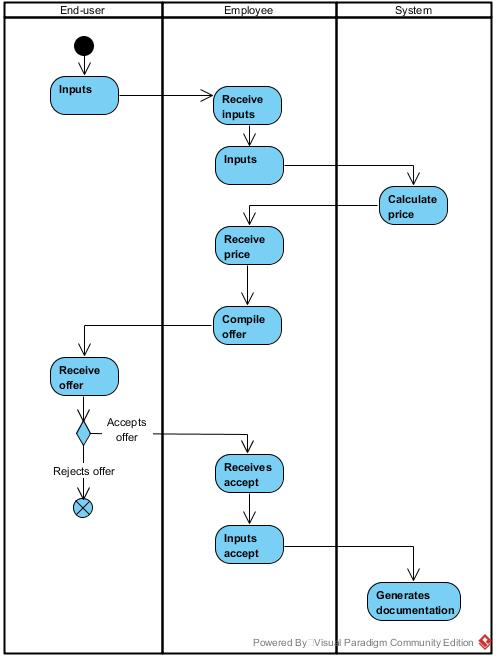 End-user
Employee
System
Inputs
Receive
inputs
Inputs
Calculate
price
Receive
price
Compile
offer
Receive
offer
Accepts
offer
Rejects offer
Receives
accept
Inputs
accept
Generates
documentation
Powered By Visual Paradigm Community Edition